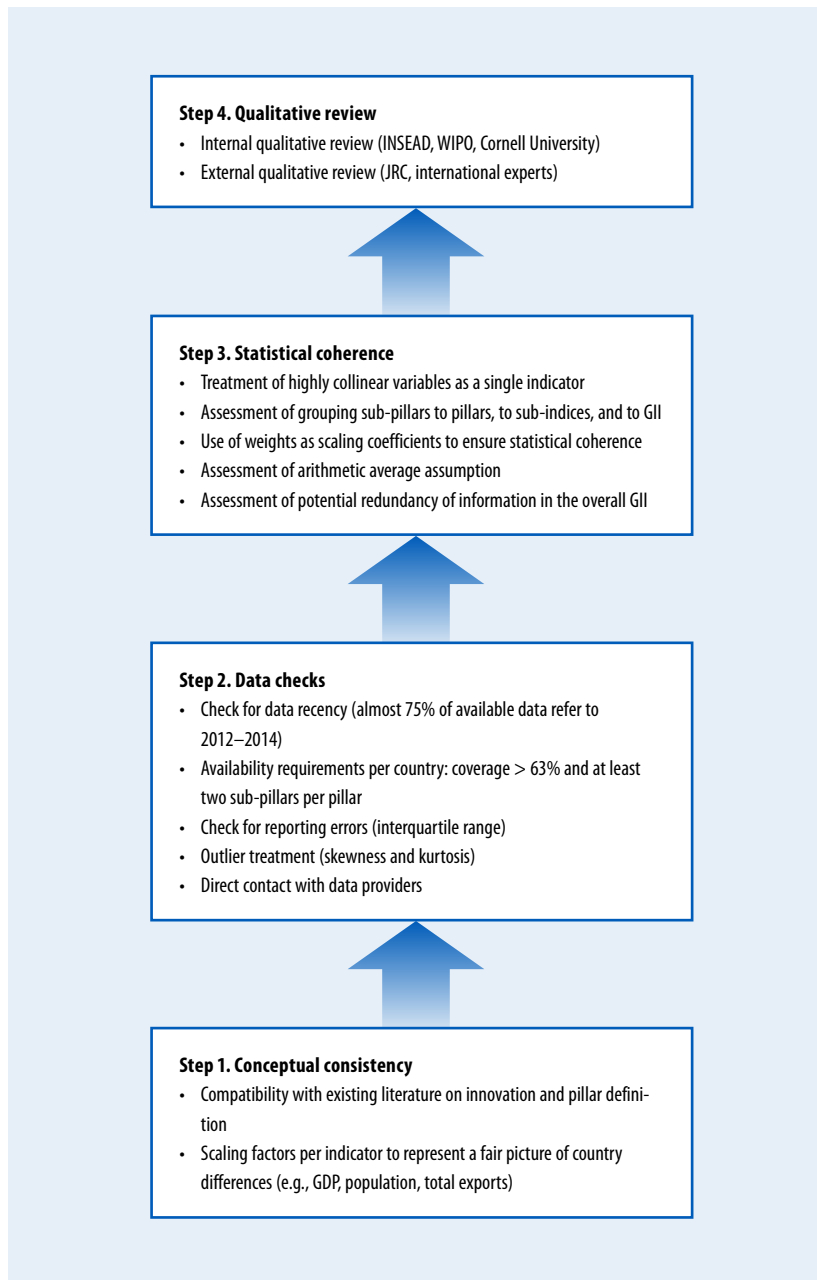 Step 4. Qualitative review
• Internal qualitative review (INSEAD, WIPO, Cornell University)
• External qualitative review (JRC, international experts)
Step 3. Statistical coherence
• Treatment of highly collinear variables as a single indicator
• Assessment of grouping sub-pillars to pillars, to sub-indices, and to GII
• Use of weights as scaling coefficients to ensure statistical coherence
• Assessment of arithmetic average assumption
• Assessment of potential redundancy of information in the overall GII
Step 2. Data checks
• Check for data recency (almost 75% of available data refer to
2012–2014)
• Availability requirements per country: coverage > 63% and at least
two sub-pillars per pillar
• Check for reporting errors (interquartile range)
• Outlier treatment (skewness and kurtosis)
• Direct contact with data providers
Step 1. Conceptual consistency
• Compatibility with existing literature on innovation and pillar defini-
tion
• Scaling factors per indicator to represent a fair picture of country
differences (e.g., GDP, population, total exports)